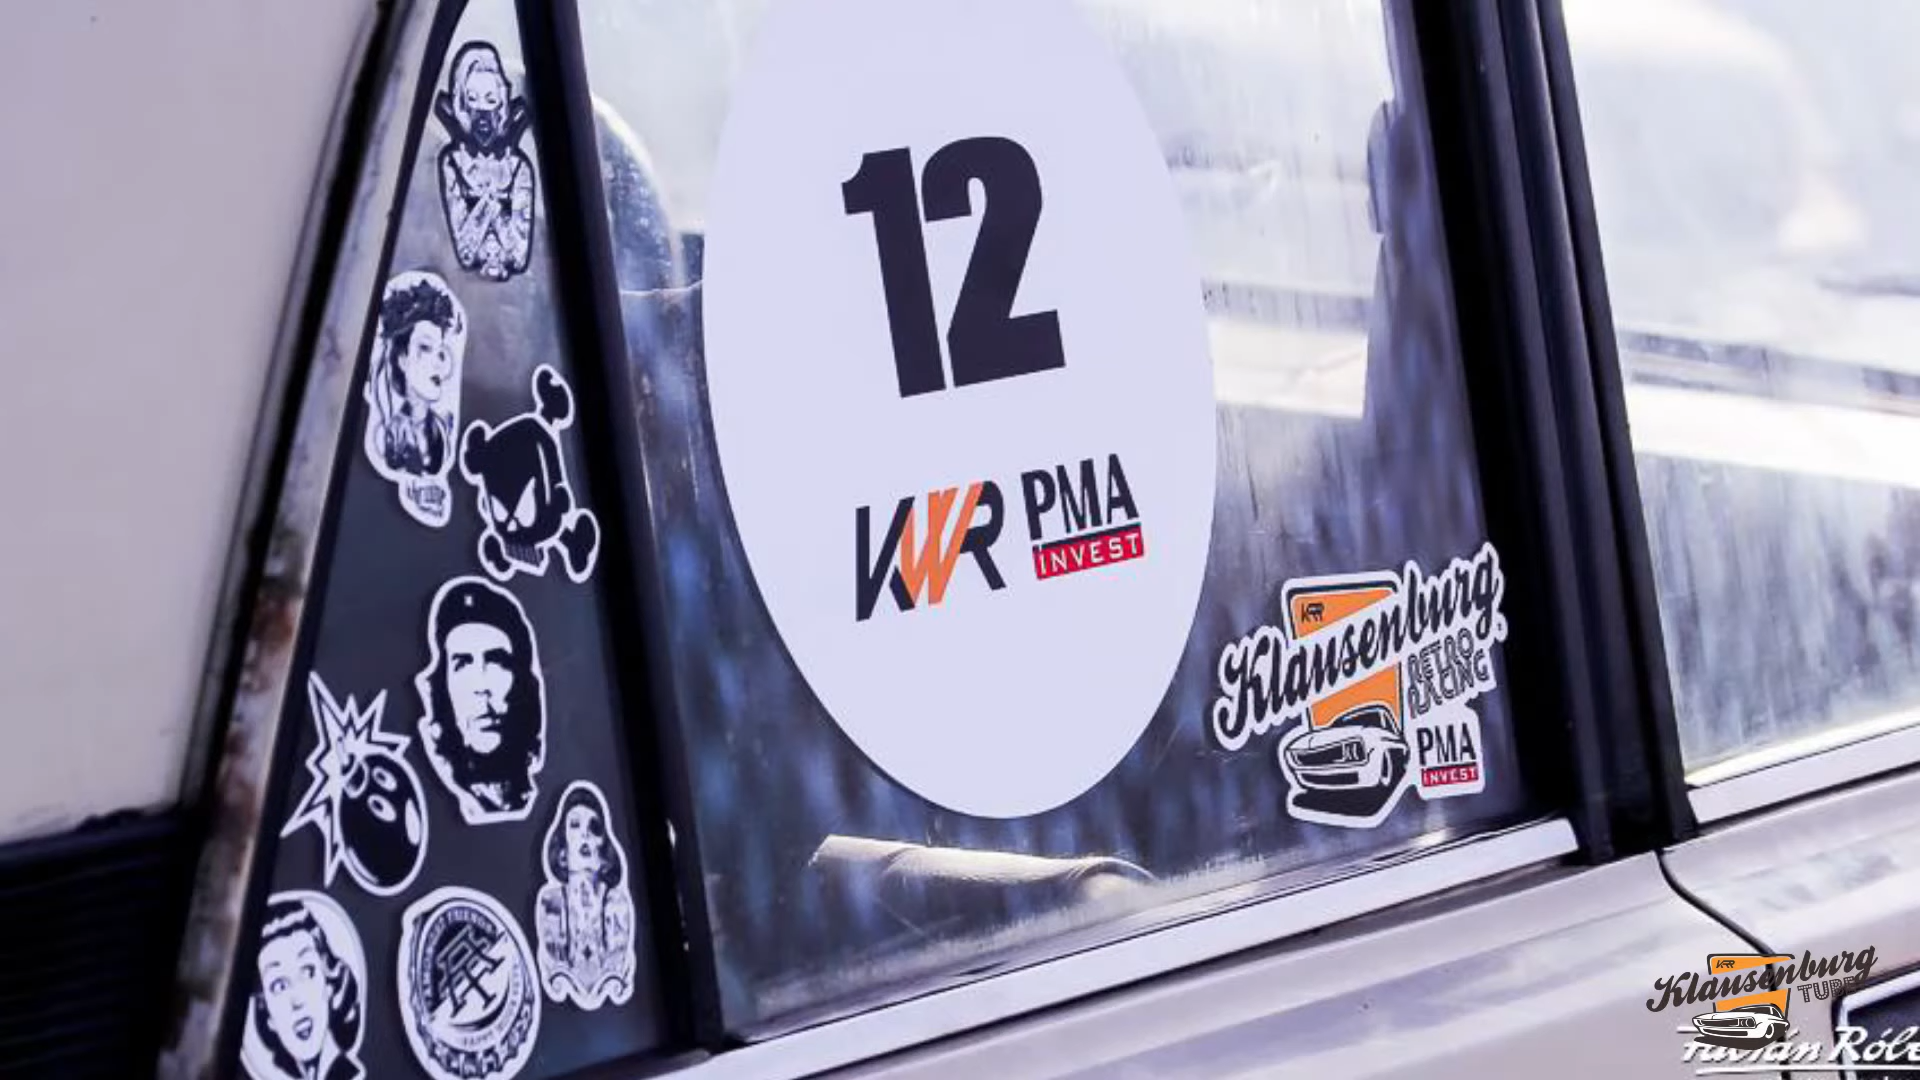 12
KWR PMA
INVEST
KRR
Klausenburg
RETRO
RACING
PMA
INVEST
KRR
Klausenburg
TUBE